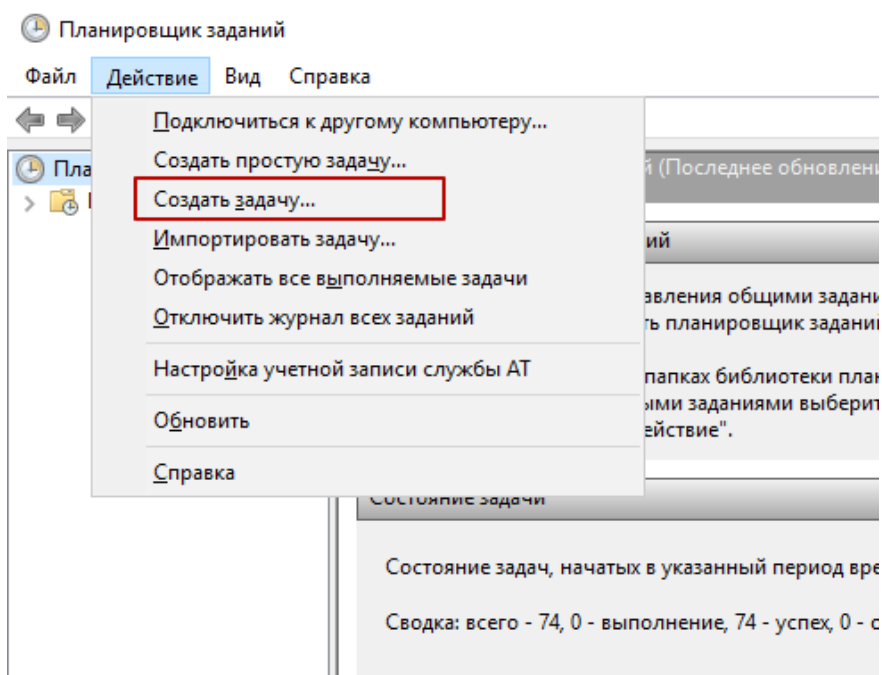 Планировщик заданий
Файл Действие Вид Справка
Подключиться к другому компьютеру...
Создать простую задачу...
Создать задачу...
Импортировать задачу...
Отображать все выполняемые задачи
Отключить журнал всех заданий
Настройка учетной записи службы AT
Обновить
Справка
Пла
й (Последнее обновлени
ий
авления общими задани
ть планировщик заданий
папках библиотеки план
ыми заданиями выберит
ействие".
Состояние задачи
Состояние задач, начатых в указанный период вре
Сводка: всего - 74, 0 - выполнение, 74 - успех, 0 - о